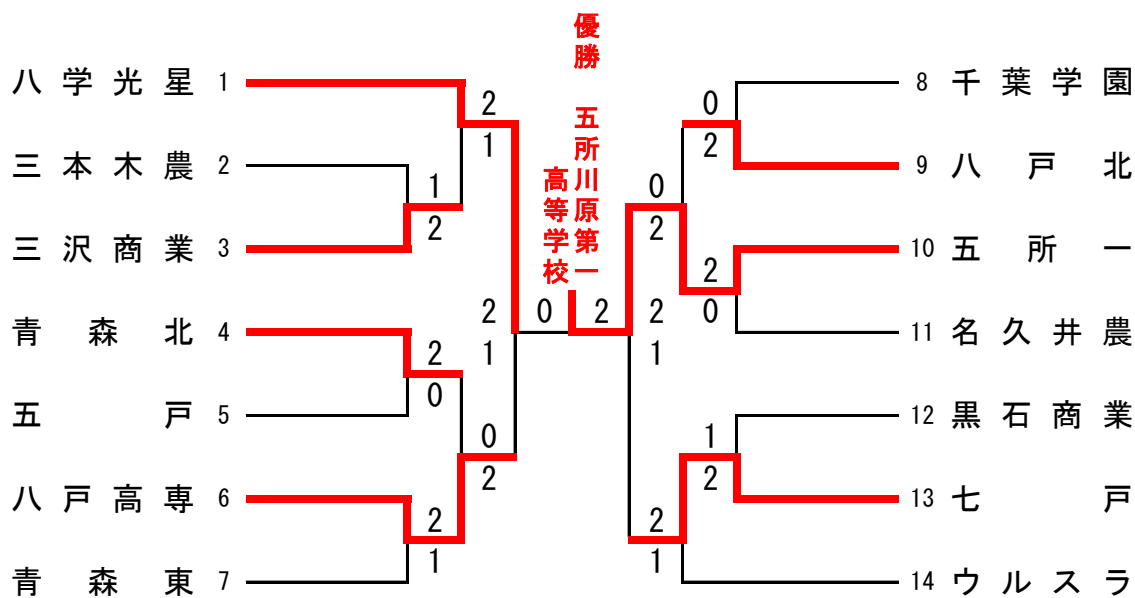 優勝 五所川原第一
高等学校
八学光星 1
三本木農 2
三沢商業 3
青森北 4
五戸 5
八戸高専 6
青森東 7
2
1
1
2
2
0
0
2
2
1
2
1
0
2
0
2
0
2
2
0
2
1
1
2
2
1
8 千葉学園
9 八戸北
10 五所一
11 名久井農
12 黒石商業
13 七戸
14 ウルスラ